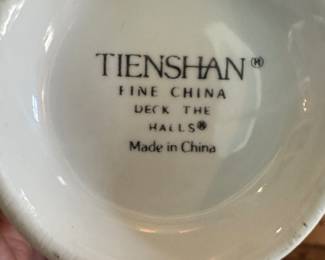 TIENSHAN®
FINE CHINA
DECK THE
HALLS®
Made in China